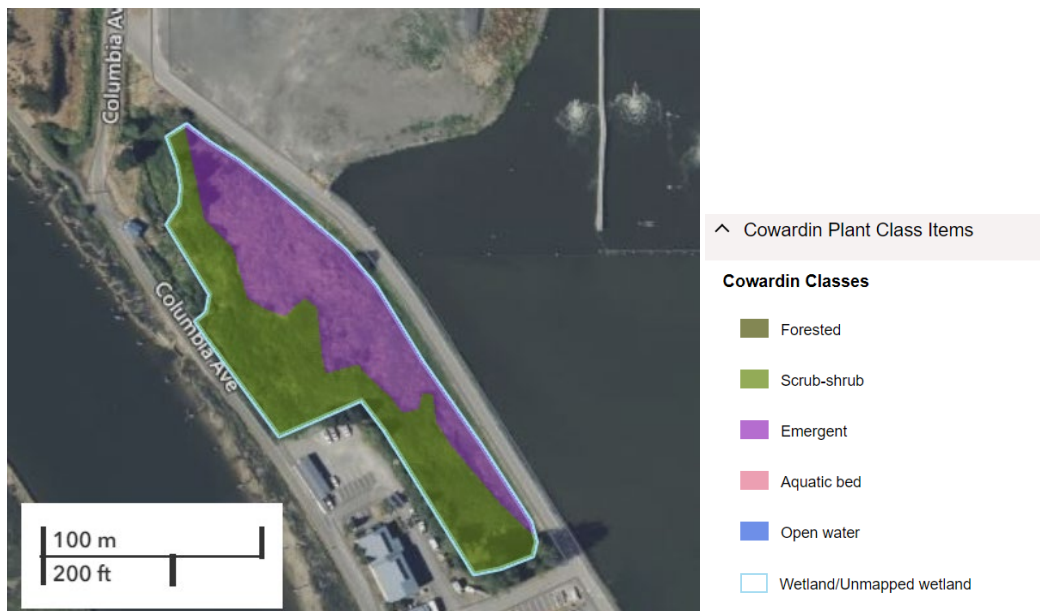 Columbia Av
Columbia Ave
100 m
200 ft
Cowardin Plant Class Items
Cowardin Classes
Forested
Scrub-shrub
Emergent
Aquatic bed
Open water
Wetland/Unmapped wetland